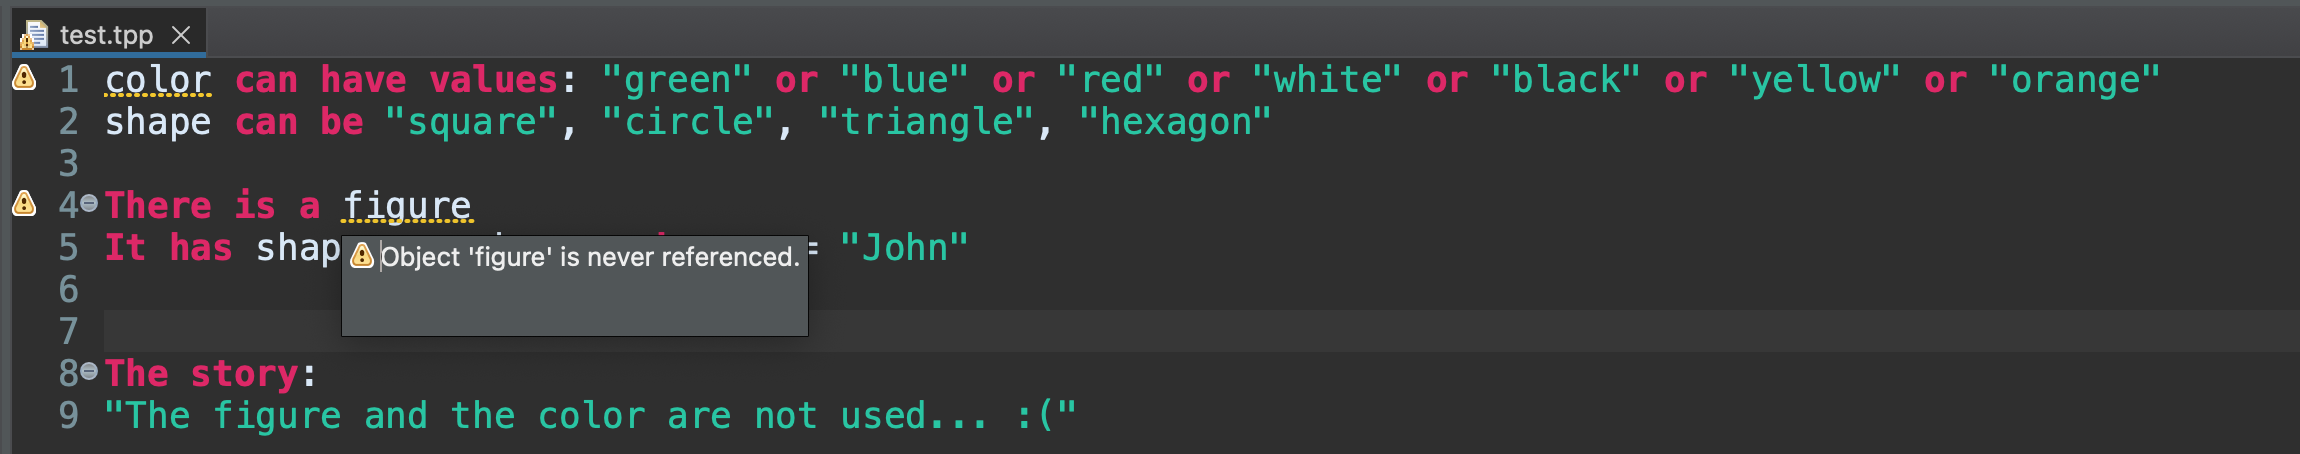 test.tpp
1 color can have values: "green" or "blue" or "red" or "white" or "black" or "yellow" or "orange"
2 shape can be "square", "circle", "triangle", "hexagon"
3
4 There is a figure
5 It has shap = "John"
Object 'figure' is never referenced.
6
7
8 The story:
9 "The figure and the color are not used... :("